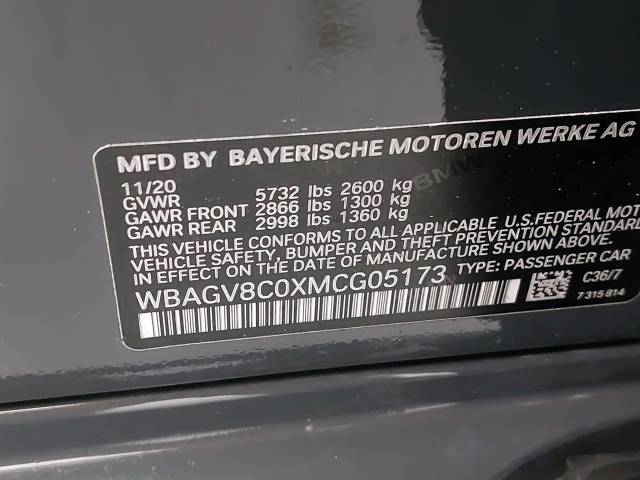 MFD BY BAYERISCHE MOTOREN WERKE AG
11/20
GVWR 5732 lbs 2600 kg
GAWR FRONT 2866 lbs 1300 kg
GAWR REAR 2998 lbs 1360 kg
THIS VEHICLE CONFORMS TO ALL APPLICABLE U.S.FEDERAL MOT
VEHICLE SAFETY, BUMPER AND THEFT PREVENTION STANDARD
IN EFFECT ON THE DATE OF MANUFACTURE SHOWN ABOVE.
WBAGV8C0XMCG05173 TYPE: PASSENGER CAR
C36/7
7 315 814
BMW